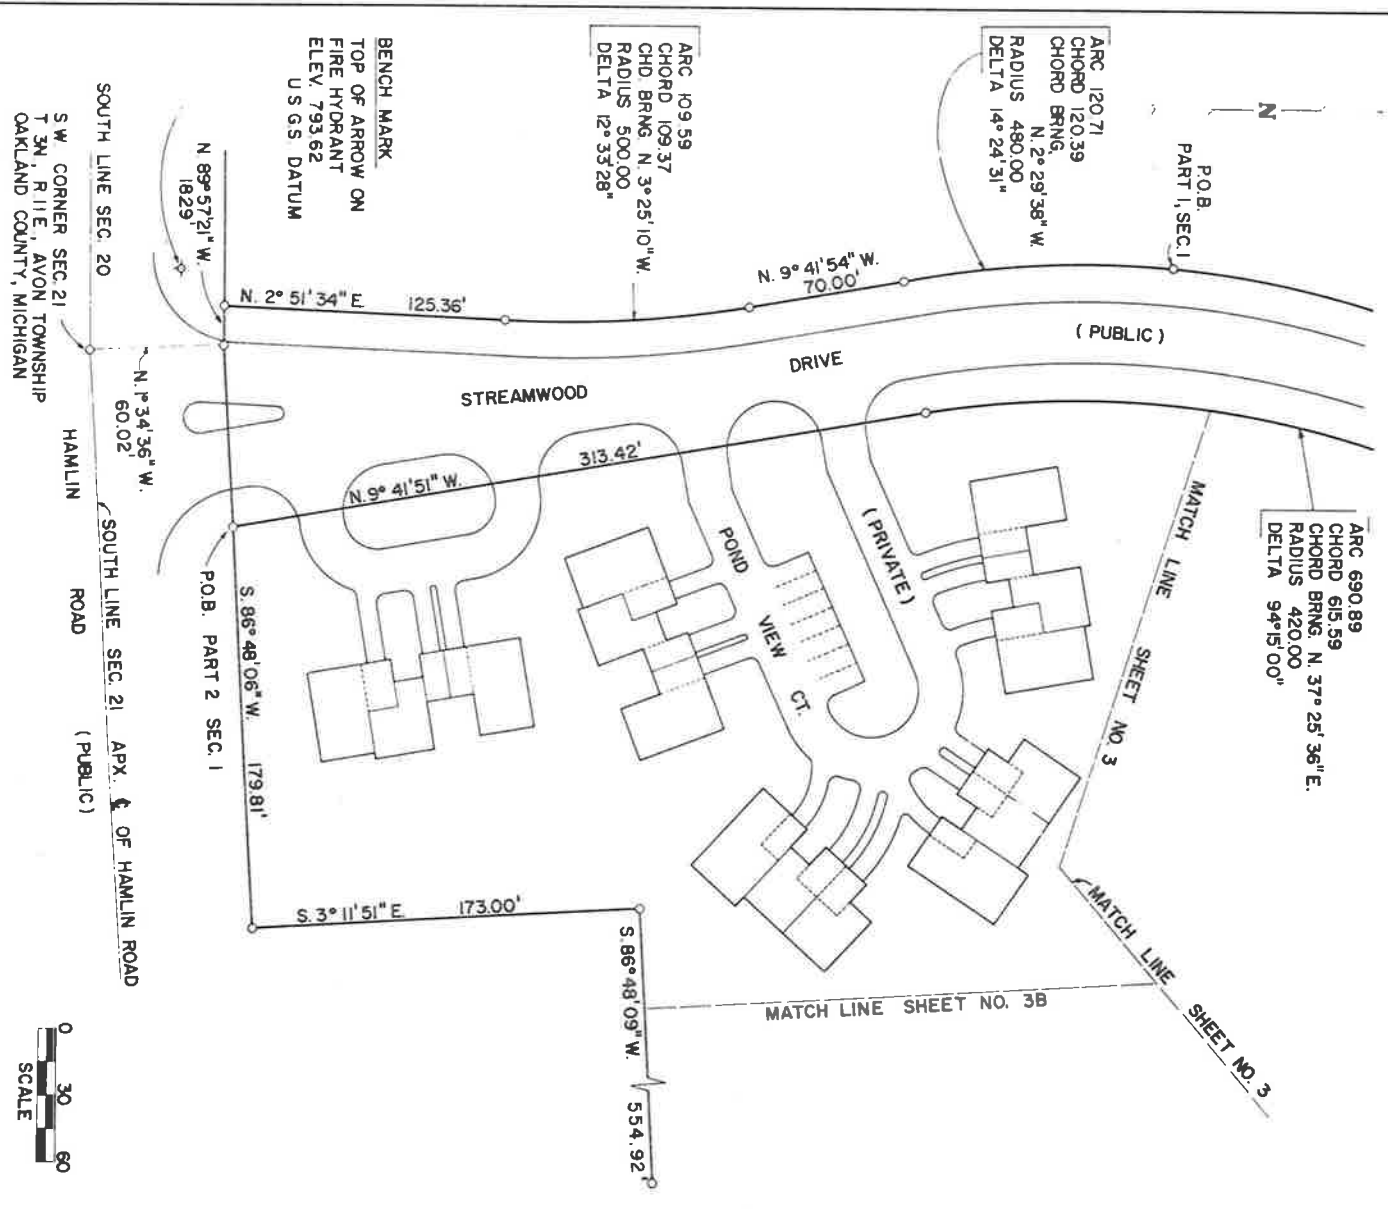 N
P.O.B.
PART 1, SEC. 1
ARC 120.71
CHORD 120.39
CHORD BRNG.
N. 2° 29' 38" W.
RADIUS 480.00
DELTA 14° 24' 31"
ARC 109.59
CHORD 109.37
CHD. BRNG. N. 3° 25' 10" W.
RADIUS 500.00
DELTA 12° 33' 28"
BENCH MARK
TOP OF ARROW ON
FIRE HYDRANT
ELEV. 793.62
U S G S DATUM
N. 89° 57' 21" W.
18.29'
SOUTH LINE SEC. 20
S W. CORNER SEC. 21
T 3N, R 11 E, AVON TOWNSHIP
OAKLAND COUNTY, MICHIGAN
N. 2° 51' 34" E. 125.36'
N. 9° 41' 54" W.
70.00'
STREAMWOOD DRIVE (PUBLIC)
N. 1° 34' 36" W.
60.02'
N. 9° 41' 51" W. 313.42'
ARC 690.89
CHORD 615.59
CHORD BRNG. N. 37° 25' 36" E.
RADIUS 420.00
DELTA 94° 15' 00"
MATCH LINE SHEET NO. 3
POND VIEW CT.
(PRIVATE)
P.O.B. PART 2 SEC. 1
S. 86° 48' 06" W. 179.81'
SOUTH LINE SEC. 21 APX. ℄ OF HAMLIN ROAD
HAMLIN ROAD (PUBLIC)
S. 3° 11' 51" E. 173.00'
S. 86° 48' 09" W. 554.92'
MATCH LINE SHEET NO. 3B
MATCH LINE SHEET NO. 3
0 30 60
SCALE